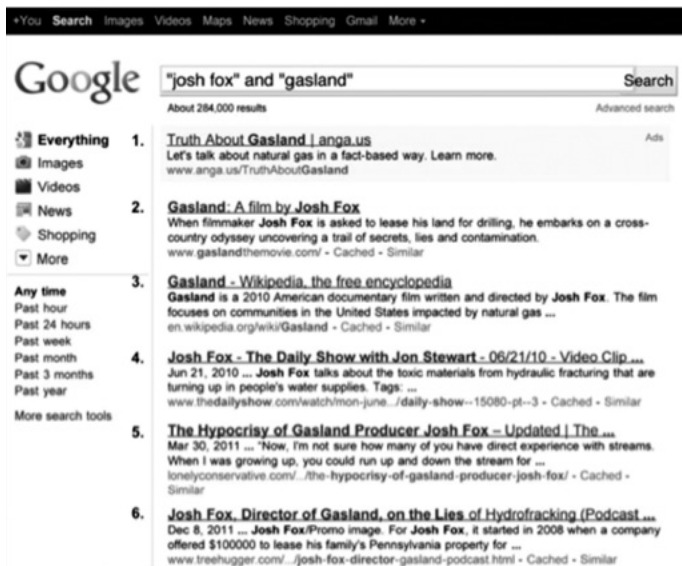 +You Search Images Videos Maps News Shopping Gmail More
Google
"josh fox" and "gasland"
Search
About 284,000 results
Advanced search
Everything
Images
Videos
News
Shopping
More
Any time
Past hour
Past 24 hours
Past week
Past month
Past 3 months
Past year
More search tools
1. Truth About Gasland | anga.us
Ads
Let's talk about natural gas in a fact-based way. Learn more.
www.anga.us/TruthAboutGasland
2. Gasland: A film by Josh Fox
When filmmaker Josh Fox is asked to lease his land for drilling, he embarks on a cross-
country odyssey uncovering a trail of secrets, lies and contamination.
www.gaslandthemovie.com/ - Cached - Similar
3. Gasland - Wikipedia, the free encyclopedia
Gasland is a 2010 American documentary film written and directed by Josh Fox. The film
focuses on communities in the United States impacted by natural gas ...
en.wikipedia.org/wiki/Gasland - Cached - Similar
4. Josh Fox - The Daily Show with Jon Stewart - 06/21/10 - Video Clip ...
Jun 21, 2010 ... Josh Fox talks about the toxic materials from hydraulic fracturing that are
turning up in people's water supplies. Tags: ...
www.thedailyshow.com/watch/mon-june.../daily-show--15080-pt--3 - Cached - Similar
5. The Hypocrisy of Gasland Producer Josh Fox – Updated | The ...
Mar 30, 2011 ... "Now, I'm not sure how many of you have direct experience with streams.
When I was growing up, you could run up and down the stream for ...
lonelyconservative.com/.../the-hypocrisy-of-gasland-producer-josh-fox/ - Cached -
Similar
6. Josh Fox, Director of Gasland, on the Lies of Hydrofracking (Podcast ...
Dec 8, 2011 ... Josh Fox/Promo image. For Josh Fox, it started in 2008 when a company
offered $100000 to lease his family's Pennsylvania property for ...
www.treehugger.com/.../josh-fox-director-gasland-podcast.html - Cached - Similar